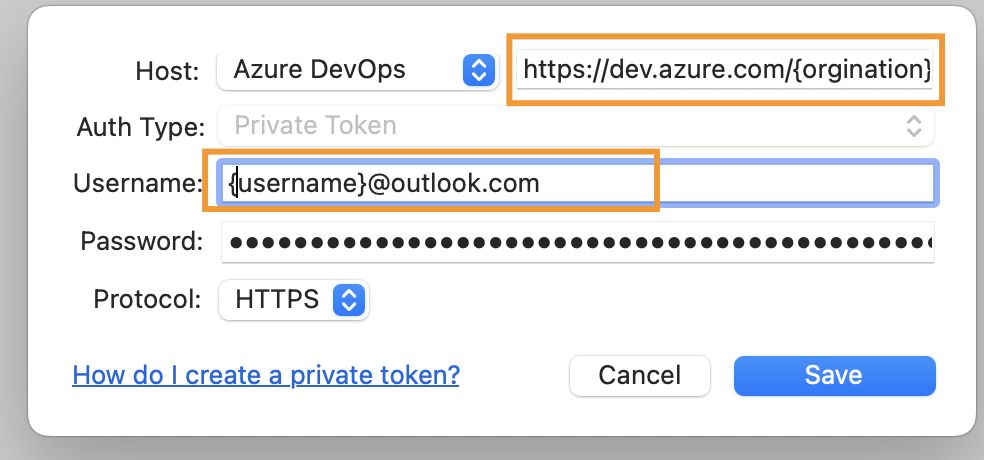 Host: Azure DevOps https://dev.azure.com/{orgination}
Auth Type: Private Token
Username: {username}@outlook.com
Password: ••••••••••••••••••••••••••••••••••••••••••••
Protocol: HTTPS
How do I create a private token? Cancel Save